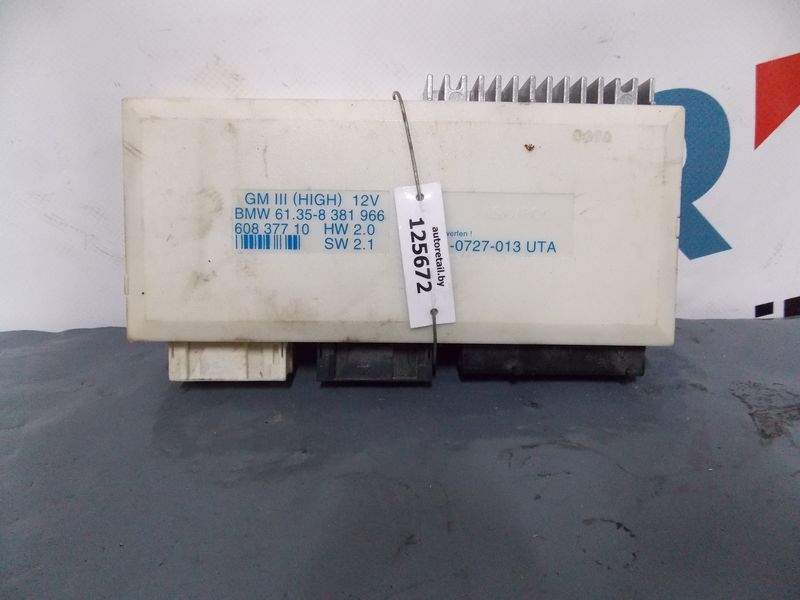 GM III (HIGH) 12V
BMW 61.35-8 381 966
608 377 10 HW 2.0
SW 2.1
werfen !
-0727-013 UTA
autoretail.by
125672
R